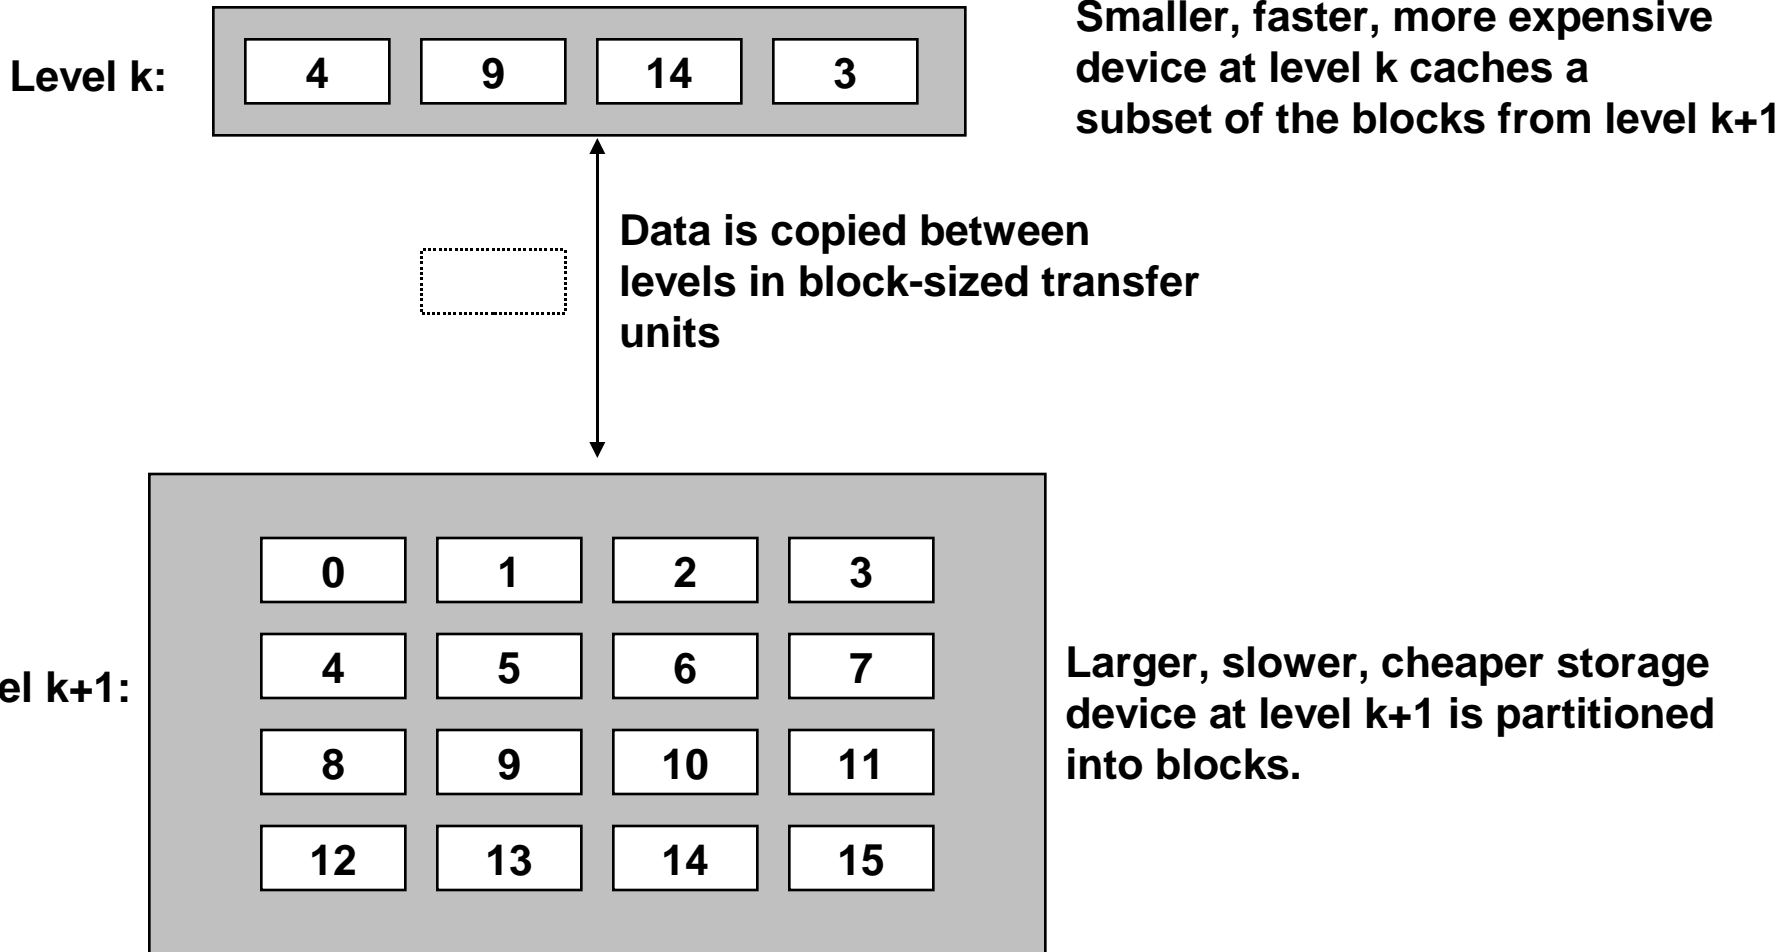 Smaller, faster, more expensive
device at level k caches a
subset of the blocks from level k+1
Level k:
4 9 14 3
Data is copied between
levels in block-sized transfer
units
0 1 2 3
4 5 6 7
8 9 10 11
12 13 14 15
el k+1:
Larger, slower, cheaper storage
device at level k+1 is partitioned
into blocks.